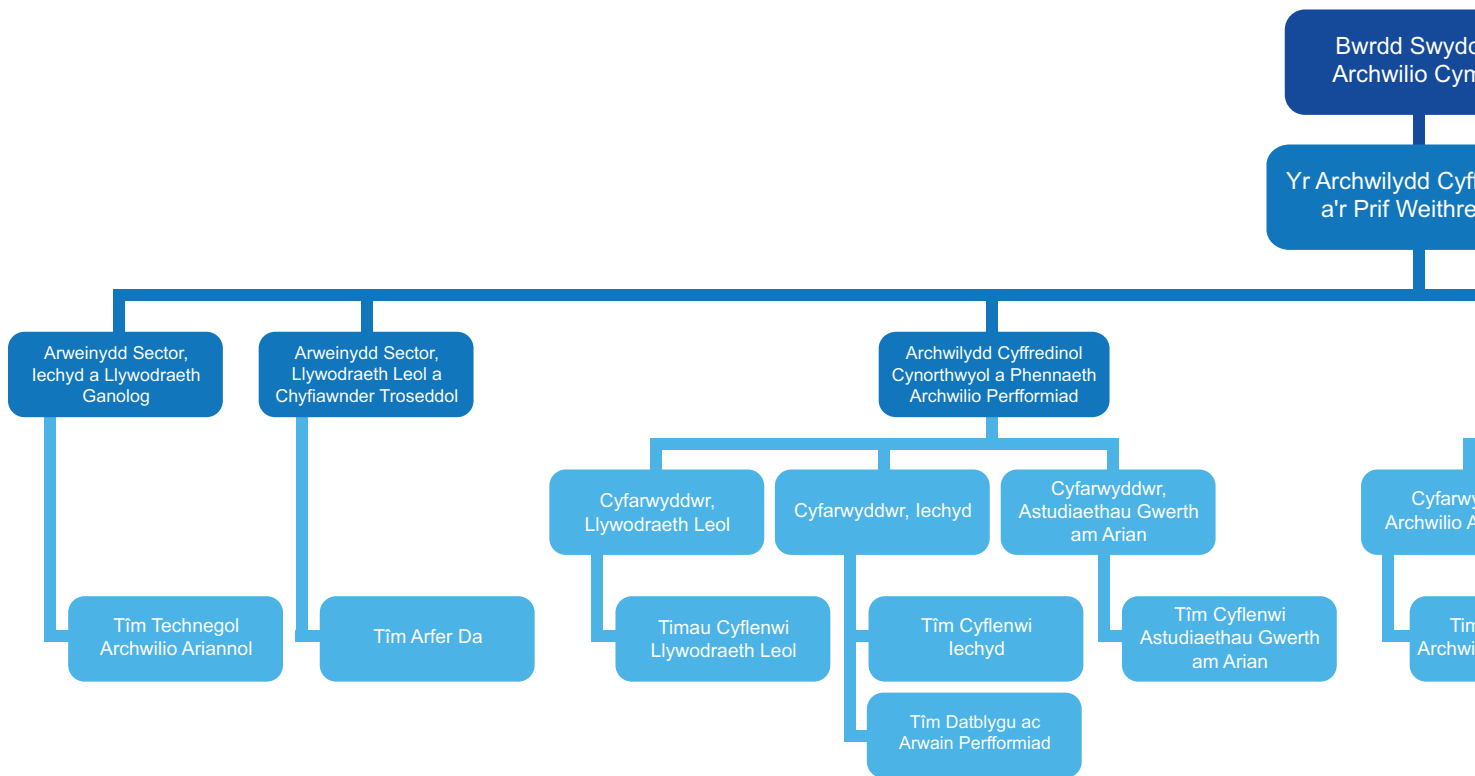 Bwrdd Swydd
Archwilio Cym
Yr Archwilydd Cyff
a'r Prif Weithre
Arweinydd Sector,
Iechyd a Llywodraeth
Ganolog
Arweinydd Sector,
Llywodraeth Leol a
Chyfiawnder Troseddol
Archwilydd Cyffredinol
Cynorthwyol a Phennaeth
Archwilio Perfformiad
Cyfarwyddwr,
Llywodraeth Leol
Cyfarwyddwr, Iechyd
Cyfarwyddwr,
Astudiaethau Gwerth
am Arian
Cyfarwy
Archwilio A
Tîm Technegol
Archwilio Ariannol
Tîm Arfer Da
Timau Cyflenwi
Llywodraeth Leol
Tîm Cyflenwi
Iechyd
Tîm Cyflenwi
Astudiaethau Gwerth
am Arian
Tim
Archwi
Tîm Datblygu ac
Arwain Perfformiad